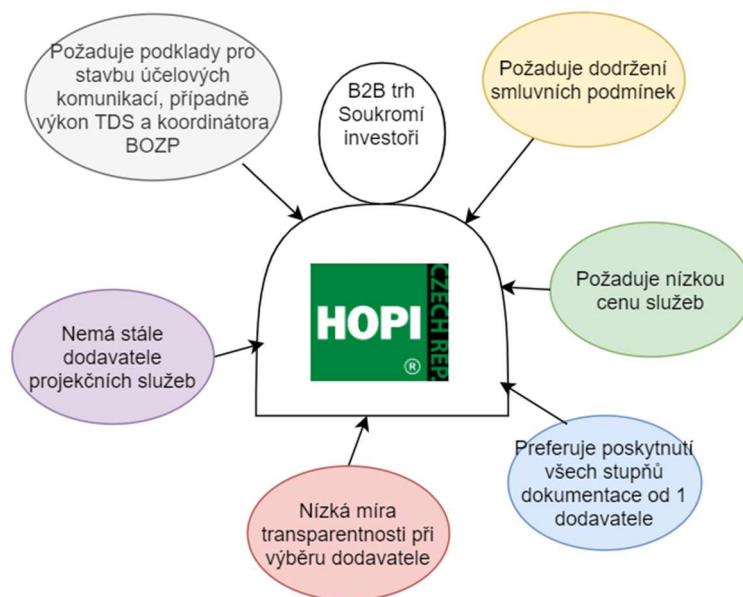 Požaduje podklady pro
stavbu účelových
komunikací, případně
výkon TDS a koordinátora
BOZP
B2B trh
Soukromí
investoři
Požaduje dodržení
smluvních podmínek
HOPI
CZECH REP.
®
Požaduje nízkou
cenu služeb
Nemá stále
dodavatele
projekčních služeb
Preferuje poskytnutí
všech stupňů
dokumentace od 1
dodavatele
Nízká míra
transparentnosti při
výběru dodavatele